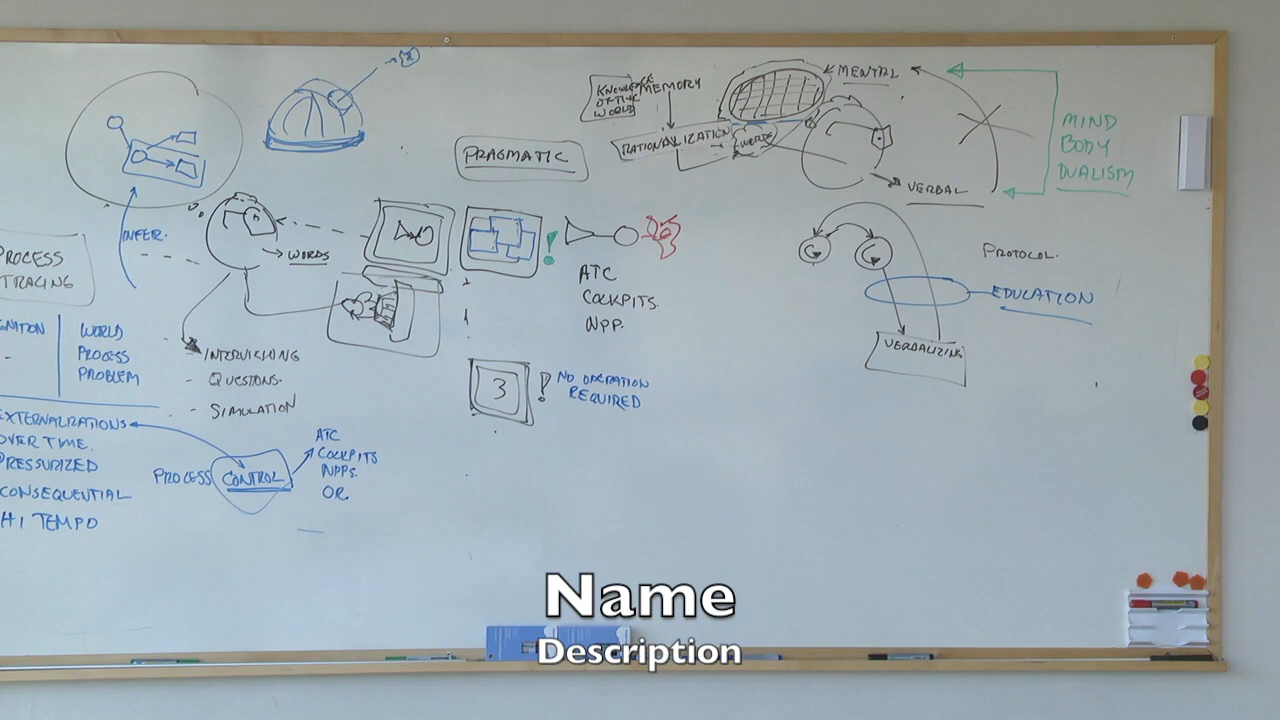 KNOWLEDGE
OF THE
WORLD
MEMORY
RATIONALIZATION
WORDS
MENTAL
VERBAL
MIND
BODY
DUALISM
PRAGMATIC
INFER.
WORDS
PROCESS
TRACING
!
ATC
COCKPITS
NPP.
PROTOCOL.
EDUCATION
VERBALIZING
GNITION
-
WORLD
PROCESS
PROBLEM
- QUESTIONS.
- SIMULATION
3
! NO OPERATION
REQUIRED
EXTERNALIZATIONS
OVER TIME.
PRESSURIZED
CONSEQUENTIAL
HI TEMPO
PROCESS CONTROL
ATC
COCKPITS
NPPS.
OR
Name
Description